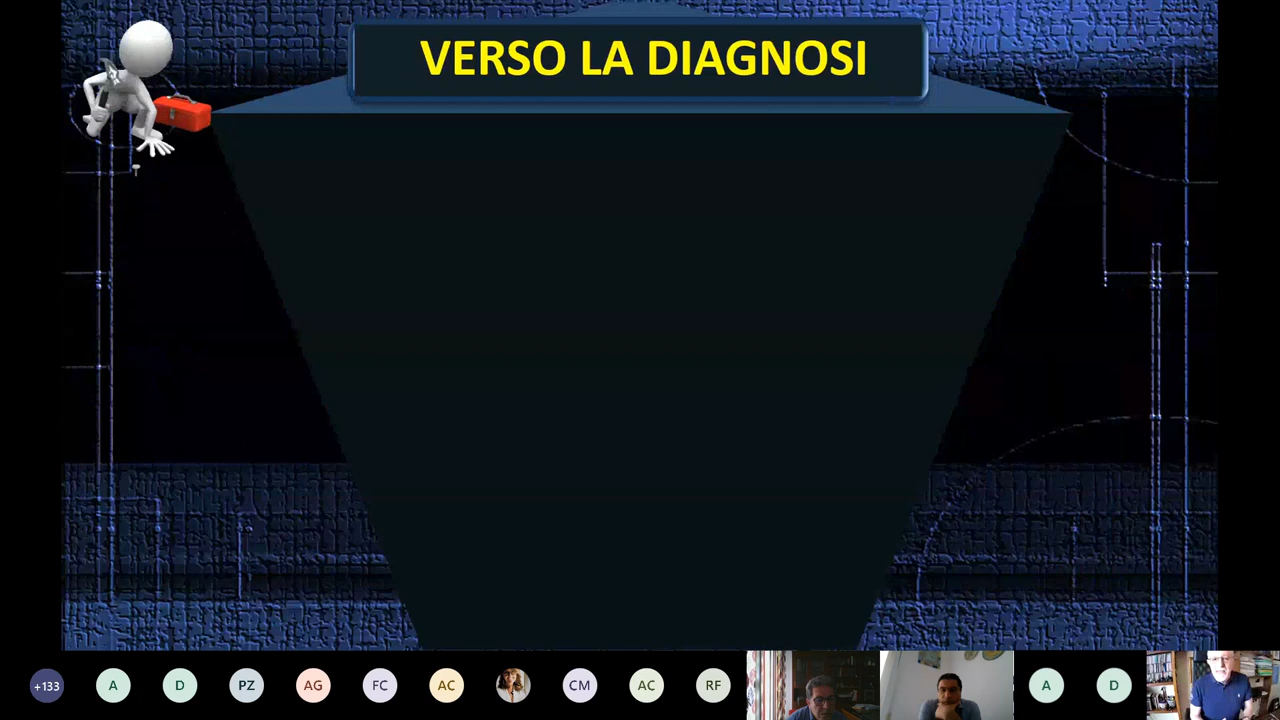 VERSO LA DIAGNOSI
+133
A
D
PZ
AG
FC
AC
CM
AC
RF
A
D